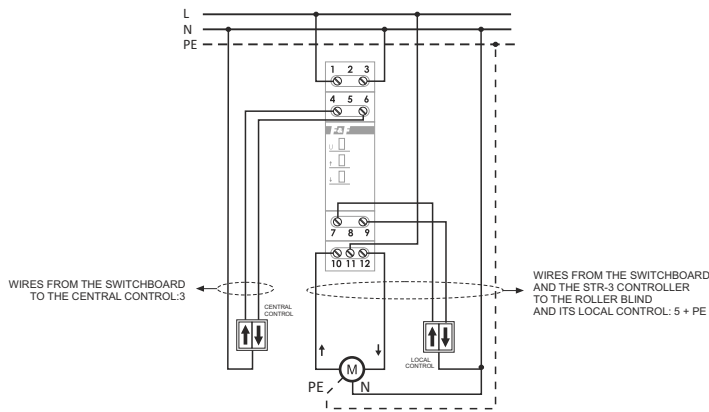 L
N
PE
1 2 3
4 5 6
F&F
U
↑
↓
7 8 9
10 11 12
WIRES FROM THE SWITCHBOARD
TO THE CENTRAL CONTROL:3
CENTRAL
CONTROL
WIRES FROM THE SWITCHBOARD
AND THE STR-3 CONTROLLER
TO THE ROLLER BLIND
AND ITS LOCAL CONTROL: 5 + PE
LOCAL
CONTROL
M
PE
N